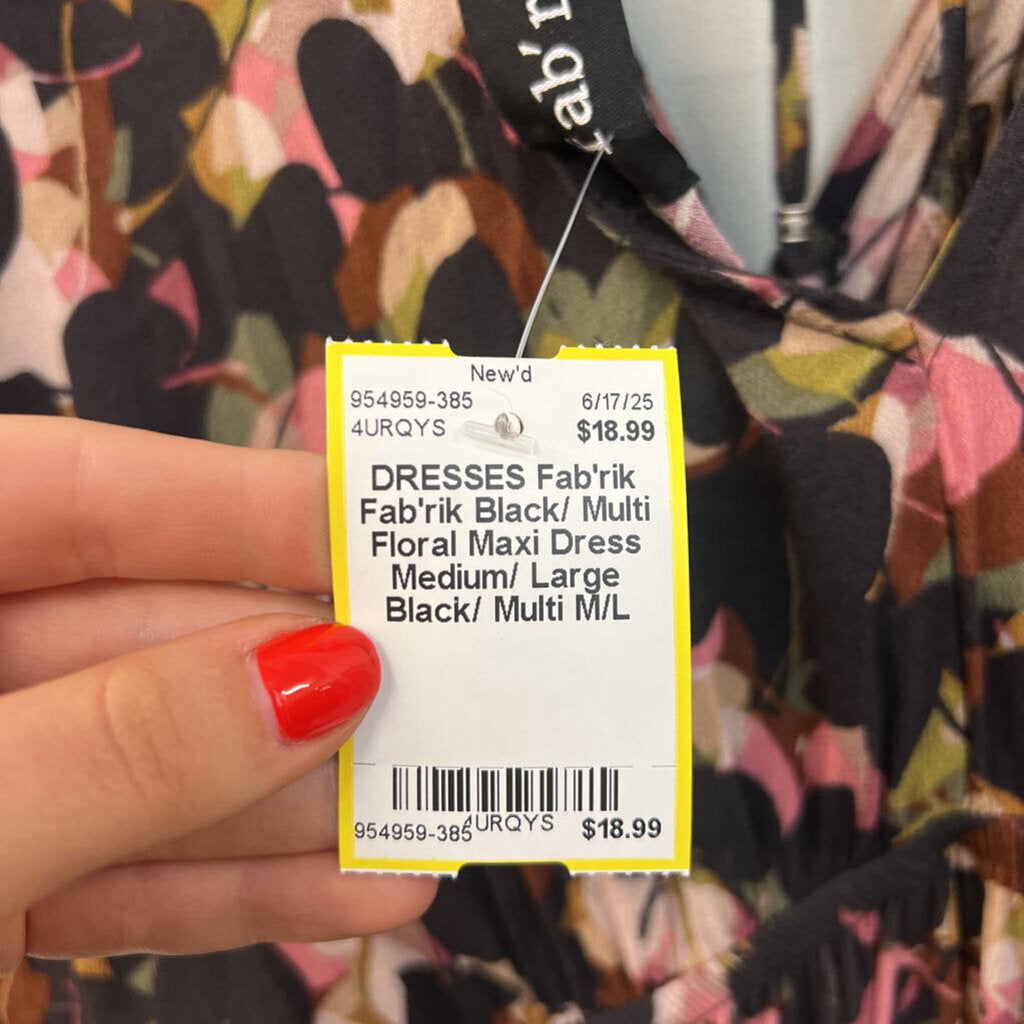 fab'r
New'd
954959-385 6/17/25
4URQYS $18.99
DRESSES Fab'rik
Fab'rik Black/ Multi
Floral Maxi Dress
Medium/ Large
Black/ Multi M/L
954959-385 4URQYS $18.99